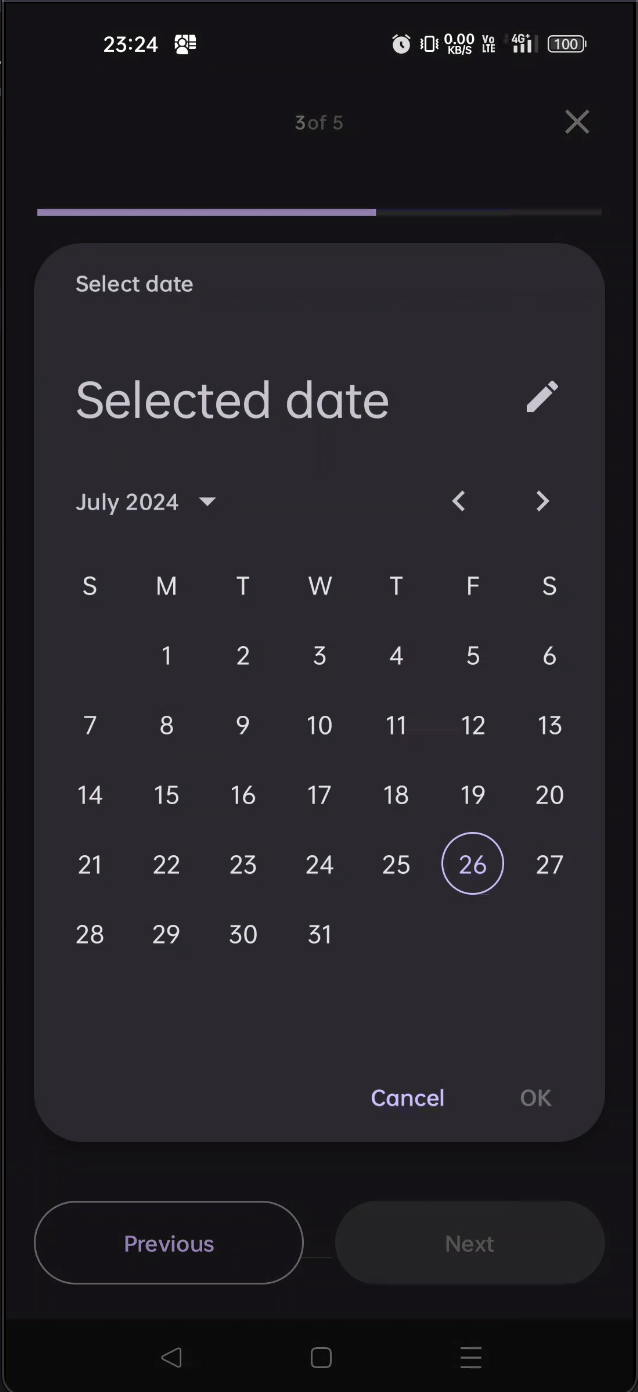 23:24 0.00 KB/S Vo LTE 4G+ 100
3 of 5
Select date
Selected date
July 2024
S M T W T F S
1 2 3 4 5 6
7 8 9 10 11 12 13
14 15 16 17 18 19 20
21 22 23 24 25 26 27
28 29 30 31
Cancel OK
Previous Next